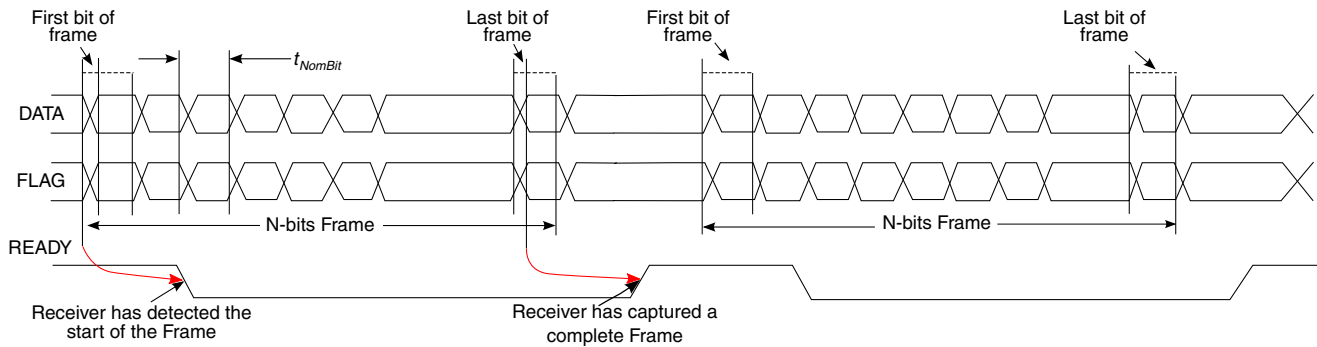 First bit of
frame
Last bit of
frame
First bit of
frame
Last bit of
frame
t_NomBit
DATA
FLAG
N-bits Frame
N-bits Frame
READY
Receiver has detected the
start of the Frame
Receiver has captured a
complete Frame